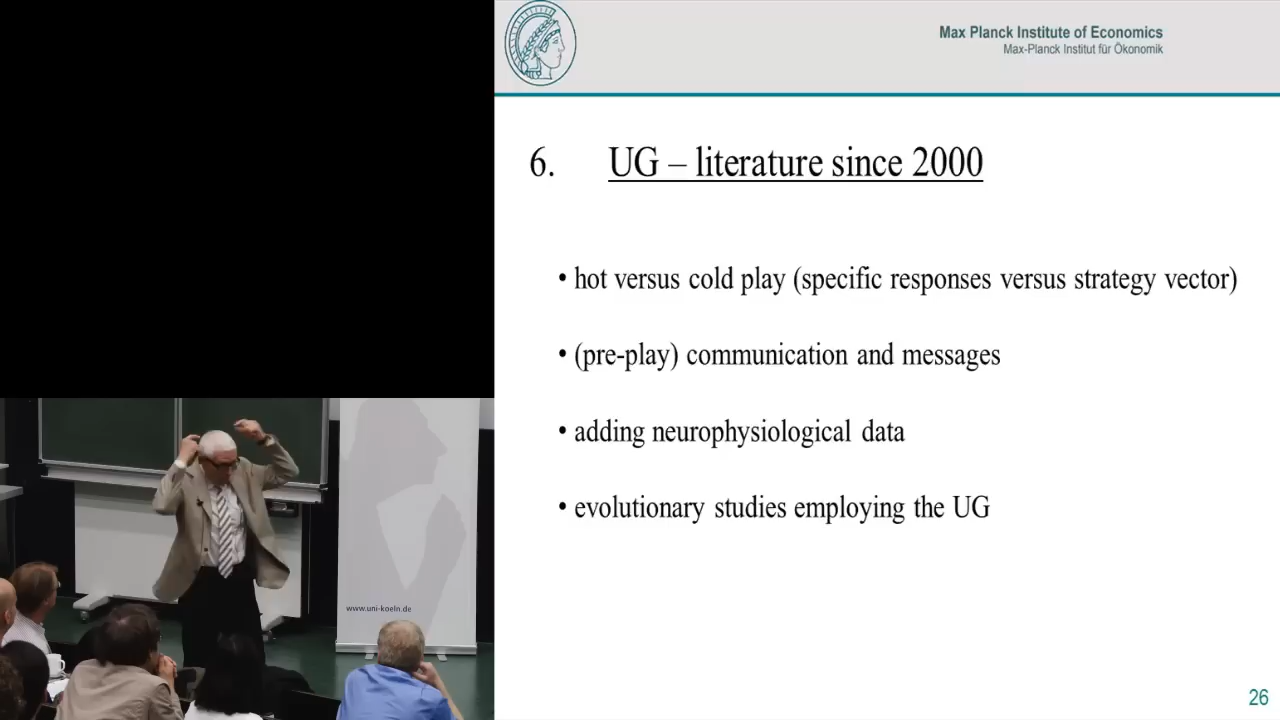 Max Planck Institute of Economics
Max-Planck Institut für Ökonomik
6. UG – literature since 2000
• hot versus cold play (specific responses versus strategy vector)
• (pre-play) communication and messages
• adding neurophysiological data
• evolutionary studies employing the UG
www.uni-koeln.de
26